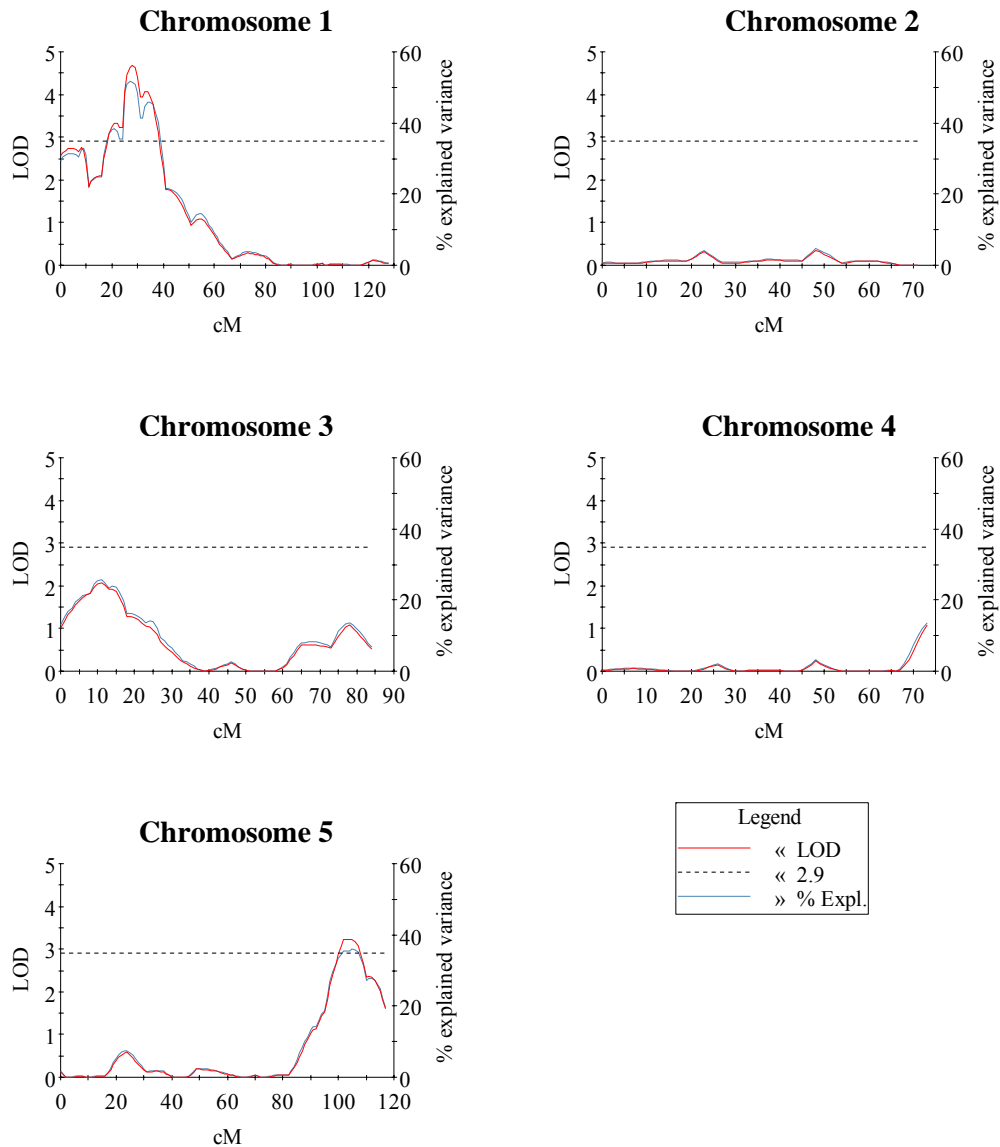 Chromosome 1
5
4
3
2
1
0
LOD
60
40
20
0
% explained variance
0 20 40 60 80 100 120
cM
Chromosome 2
5
4
3
2
1
0
LOD
60
40
20
0
% explained variance
0 10 20 30 40 50 60 70
cM
Chromosome 3
5
4
3
2
1
0
LOD
60
40
20
0
% explained variance
0 10 20 30 40 50 60 70 80 90
cM
Chromosome 4
5
4
3
2
1
0
LOD
60
40
20
0
% explained variance
0 10 20 30 40 50 60 70
cM
Chromosome 5
5
4
3
2
1
0
LOD
60
40
20
0
% explained variance
0 20 40 60 80 100 120
cM
Legend
« LOD
« 2.9
» % Expl.